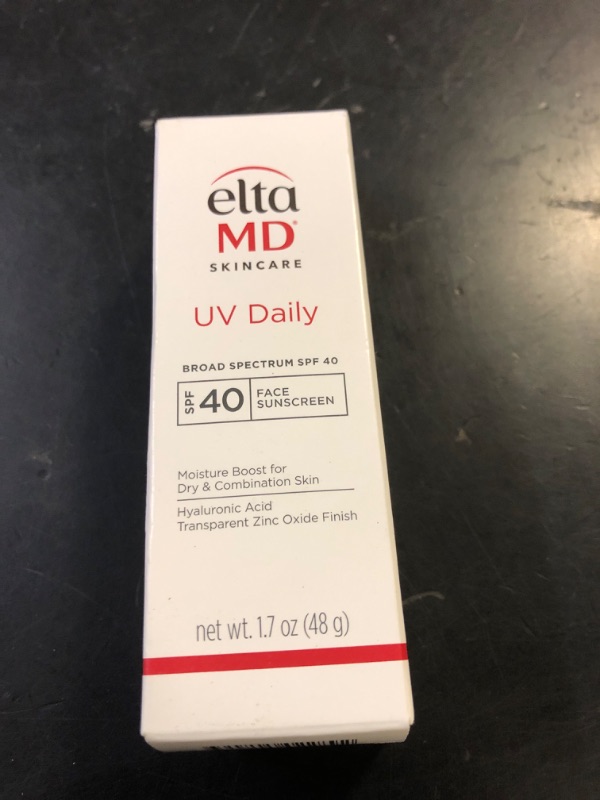 elta
MD®
SKINCARE
UV Daily
BROAD SPECTRUM SPF 40
SPF 40 FACE
SUNSCREEN
Moisture Boost for
Dry & Combination Skin
Hyaluronic Acid
Transparent Zinc Oxide Finish
net wt. 1.7 oz (48 g)